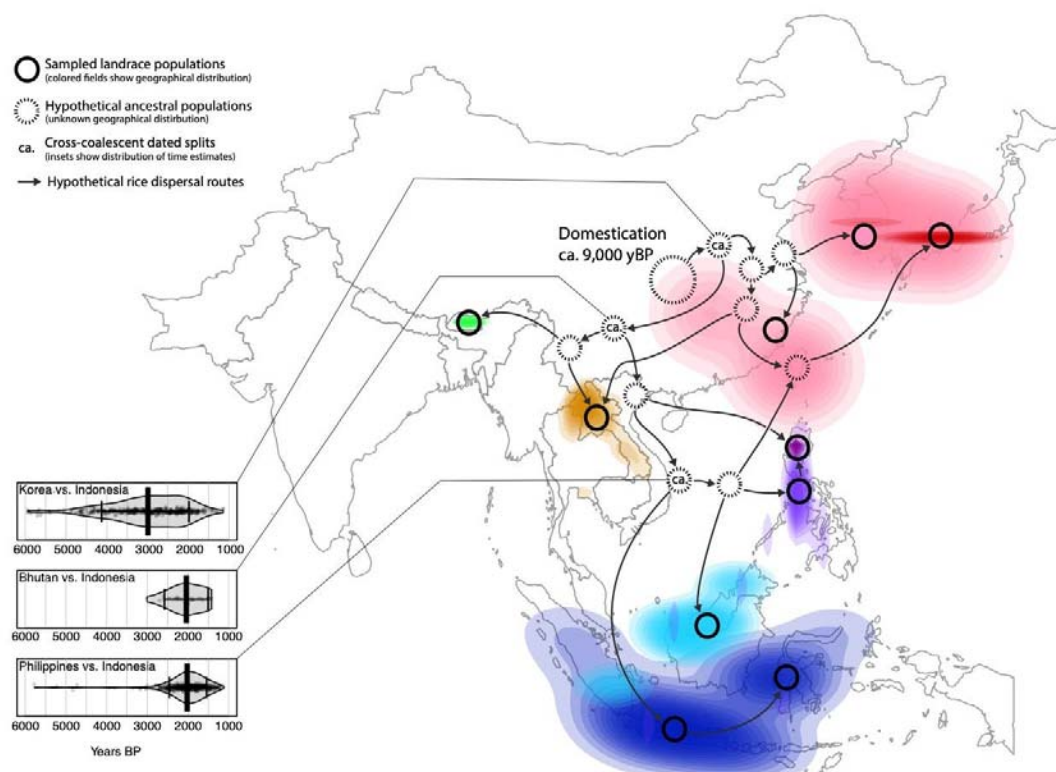 Sampled landrace populations
(colored fields show geographical distribution)
Hypothetical ancestral populations
(unknown geographical distirbution)
ca.
Cross-coalescent dated splits
(insets show distribution of time estimates)
Hypothetical rice dispersal routes
Domestication
ca. 9,000 yBP
ca.
ca.
ca.
Korea vs. Indonesia
6000 5000 4000 3000 2000 1000
Bhutan vs. Indonesia
6000 5000 4000 3000 2000 1000
Philippines vs. Indonesia
6000 5000 4000 3000 2000 1000
Years BP